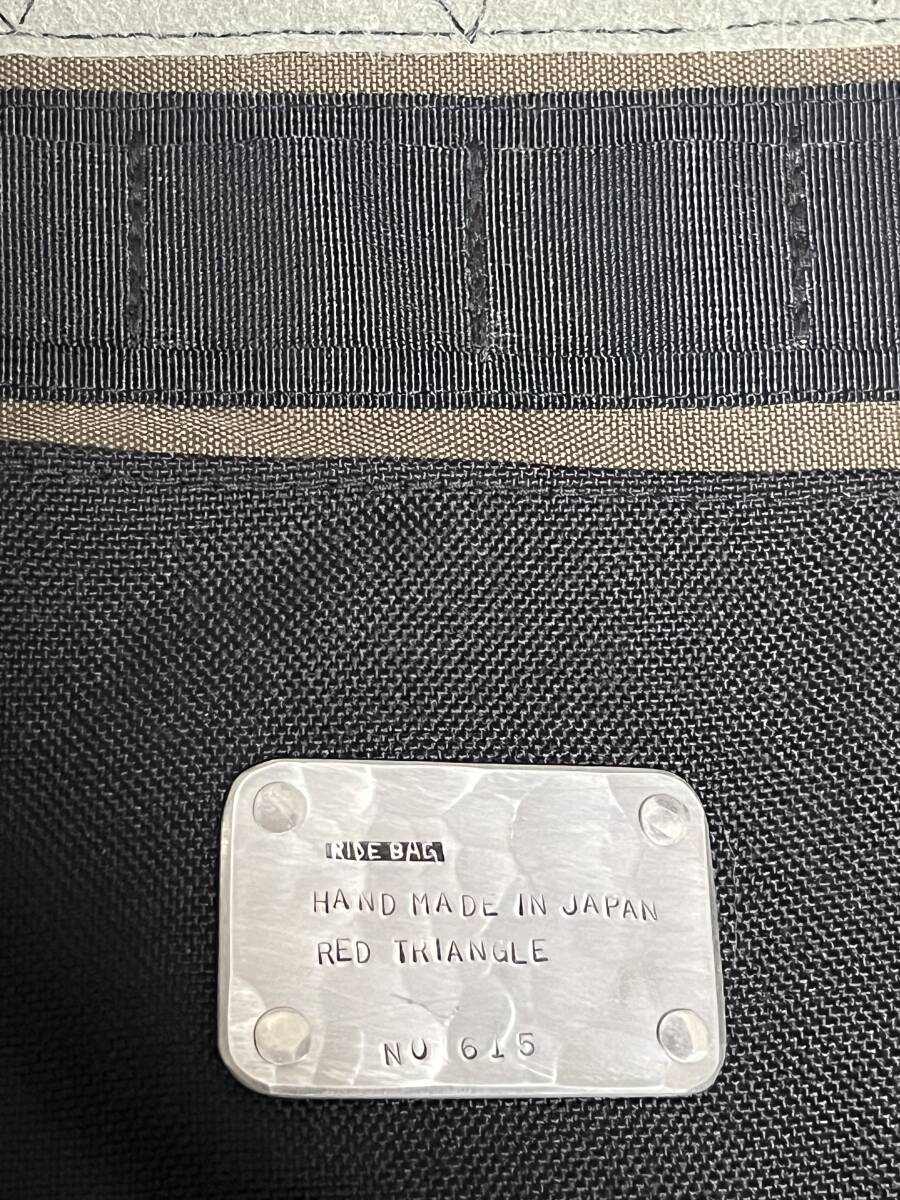 RIDE BAG
HAND MADE IN JAPAN
RED TRIANGLE
NO 615